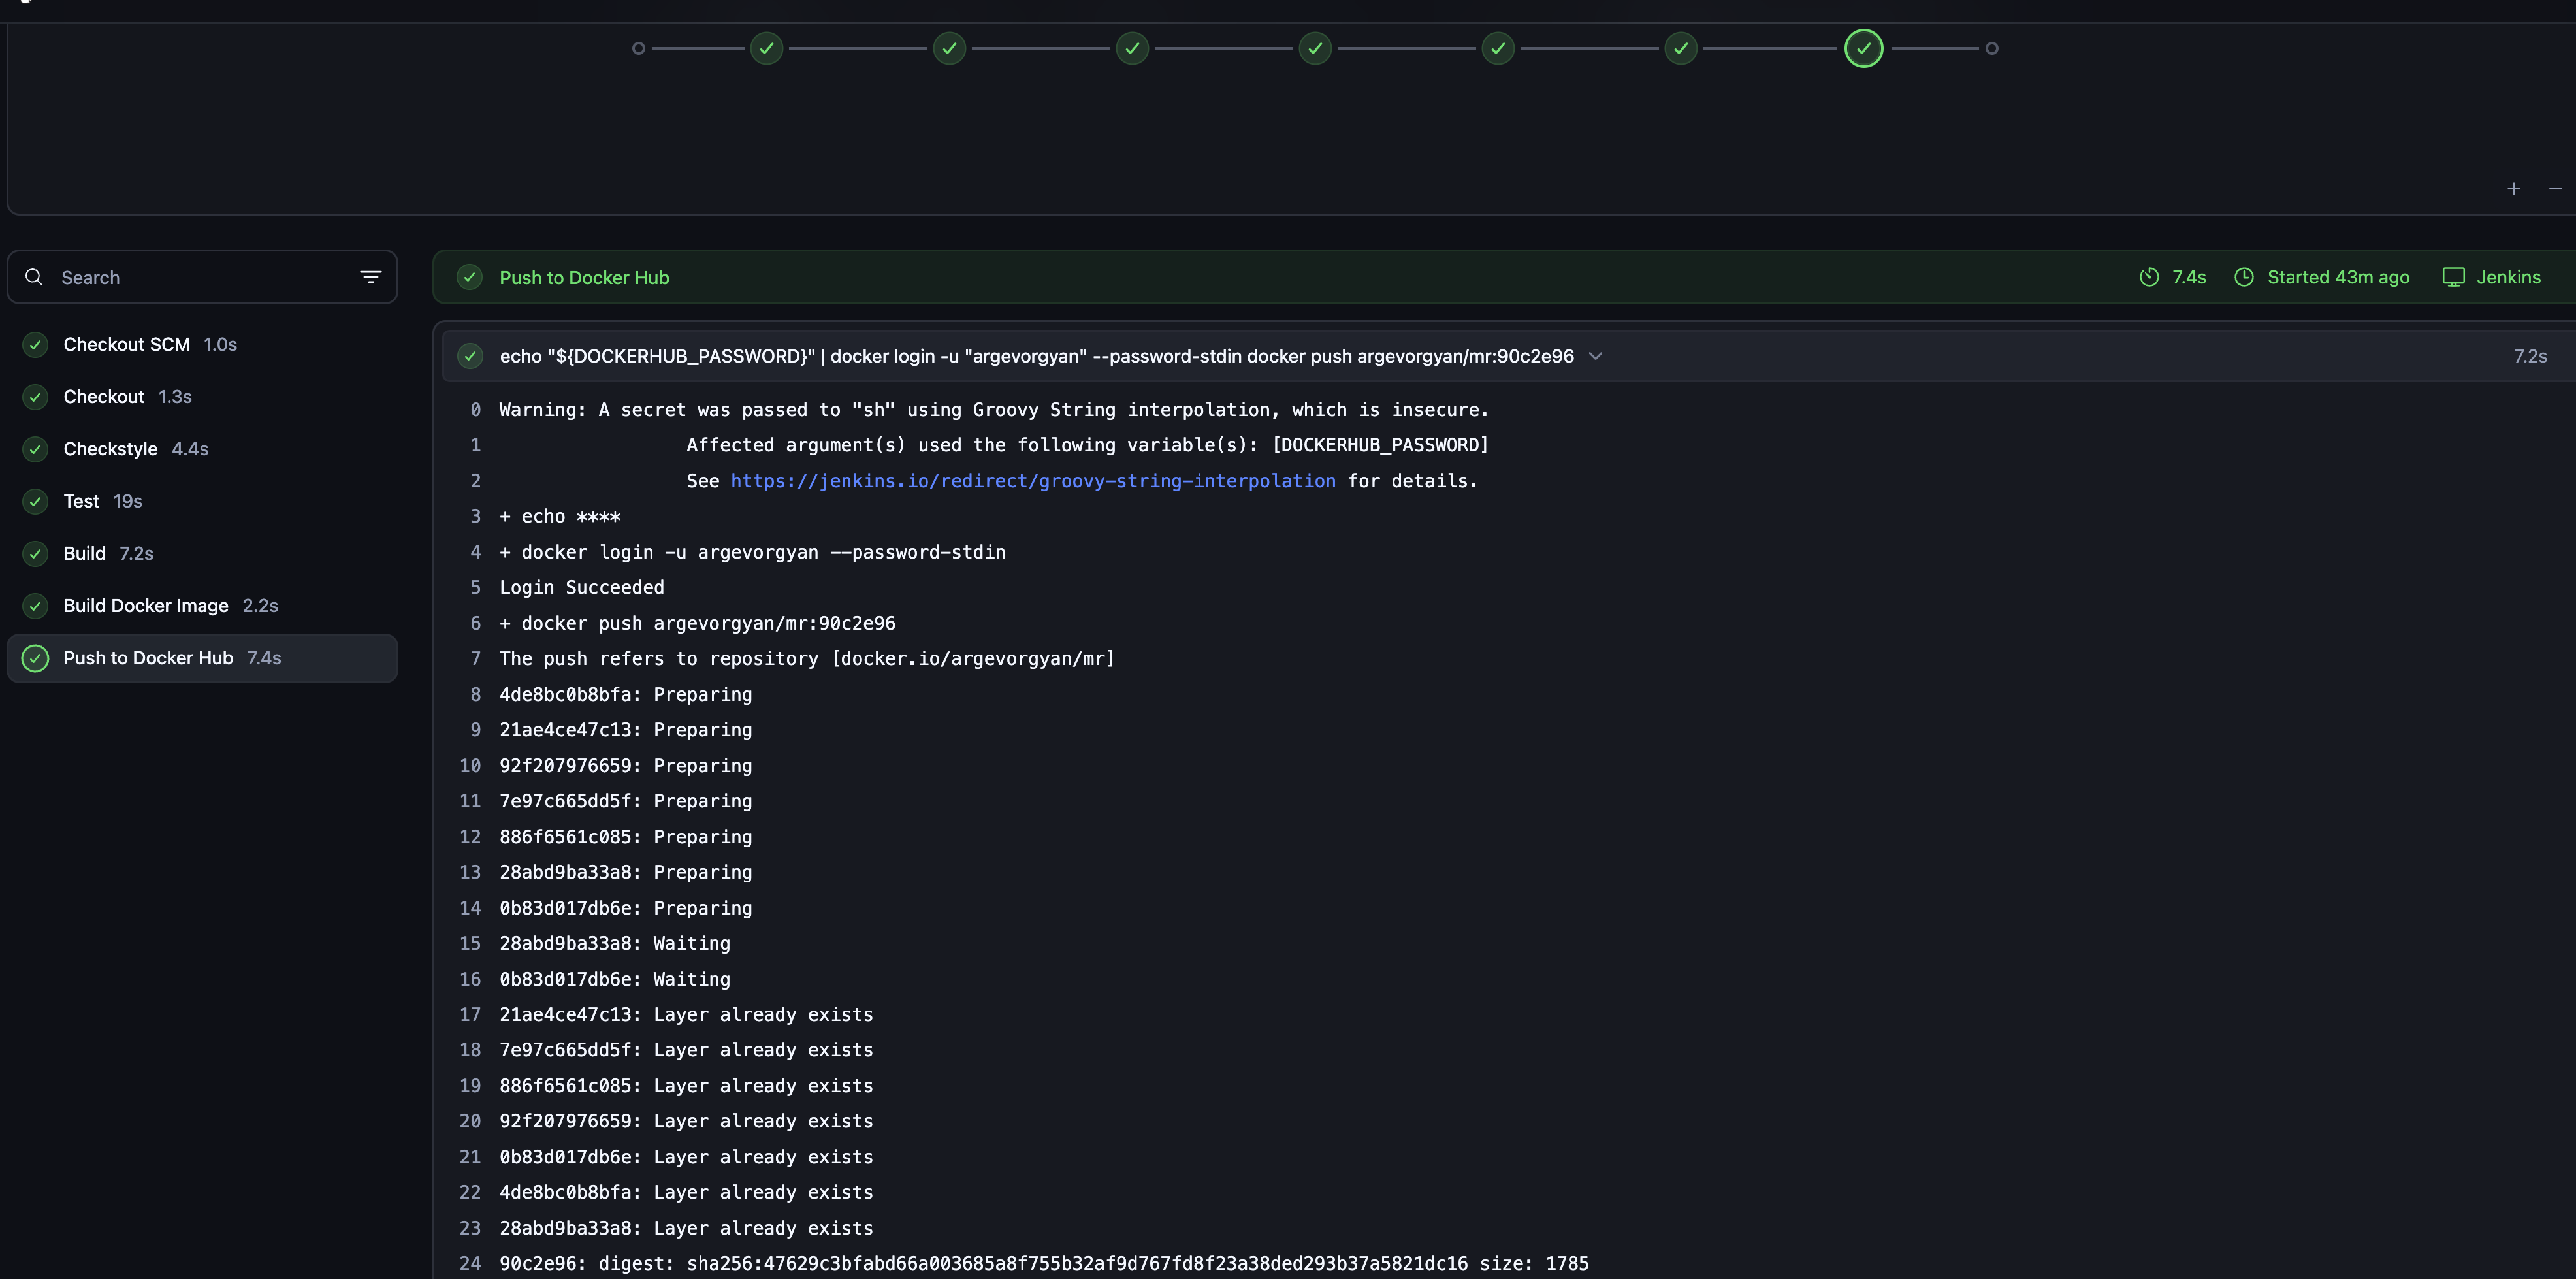 Search
Checkout SCM 1.0s
Checkout 1.3s
Checkstyle 4.4s
Test 19s
Build 7.2s
Build Docker Image 2.2s
Push to Docker Hub 7.4s
Push to Docker Hub 7.4s Started 43m ago Jenkins
echo "${DOCKERHUB_PASSWORD}" | docker login -u "argevorgyan" --password-stdin docker push argevorgyan/mr:90c2e96 7.2s
0 Warning: A secret was passed to "sh" using Groovy String interpolation, which is insecure.
1 Affected argument(s) used the following variable(s): [DOCKERHUB_PASSWORD]
2 See https://jenkins.io/redirect/groovy-string-interpolation for details.
3 + echo ****
4 + docker login -u argevorgyan --password-stdin
5 Login Succeeded
6 + docker push argevorgyan/mr:90c2e96
7 The push refers to repository [docker.io/argevorgyan/mr]
8 4de8bc0b8bfa: Preparing
9 21ae4ce47c13: Preparing
10 92f207976659: Preparing
11 7e97c665dd5f: Preparing
12 886f6561c085: Preparing
13 28abd9ba33a8: Preparing
14 0b83d017db6e: Preparing
15 28abd9ba33a8: Waiting
16 0b83d017db6e: Waiting
17 21ae4ce47c13: Layer already exists
18 7e97c665dd5f: Layer already exists
19 886f6561c085: Layer already exists
20 92f207976659: Layer already exists
21 0b83d017db6e: Layer already exists
22 4de8bc0b8bfa: Layer already exists
23 28abd9ba33a8: Layer already exists
24 90c2e96: digest: sha256:47629c3bfabd66a003685a8f755b32af9d767fd8f23a38ded293b37a5821dc16 size: 1785